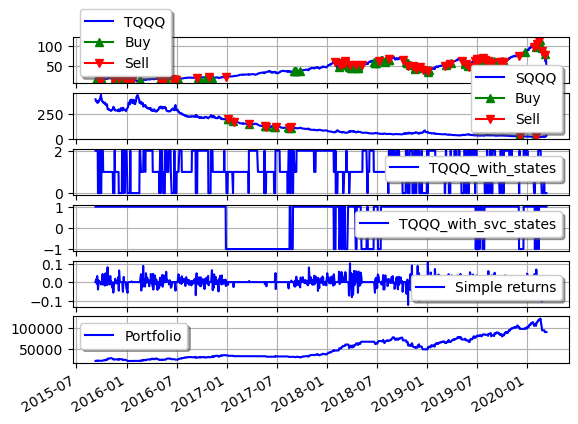 TQQQ
Buy
Sell
100
50
SQQQ
Buy
Sell
250
0
2
0
TQQQ_with_states
1
0
−1
TQQQ_with_svc_states
0.1
0.0
−0.1
Simple returns
100000
50000
Portfolio
2015-07
2016-01
2016-07
2017-01
2017-07
2018-01
2018-07
2019-01
2019-07
2020-01